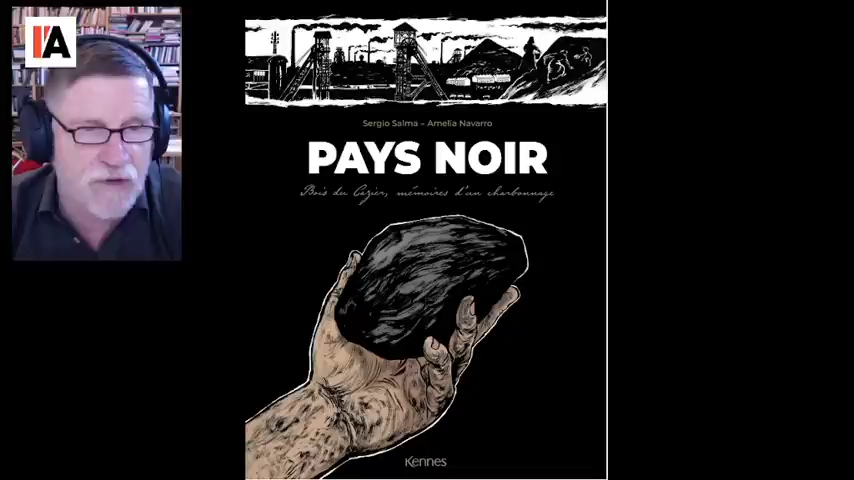 IA
Sergio Salma – Amelia Navarro
PAYS NOIR
Bois du Cazier, mémoires d'un charbonnage
Kennes